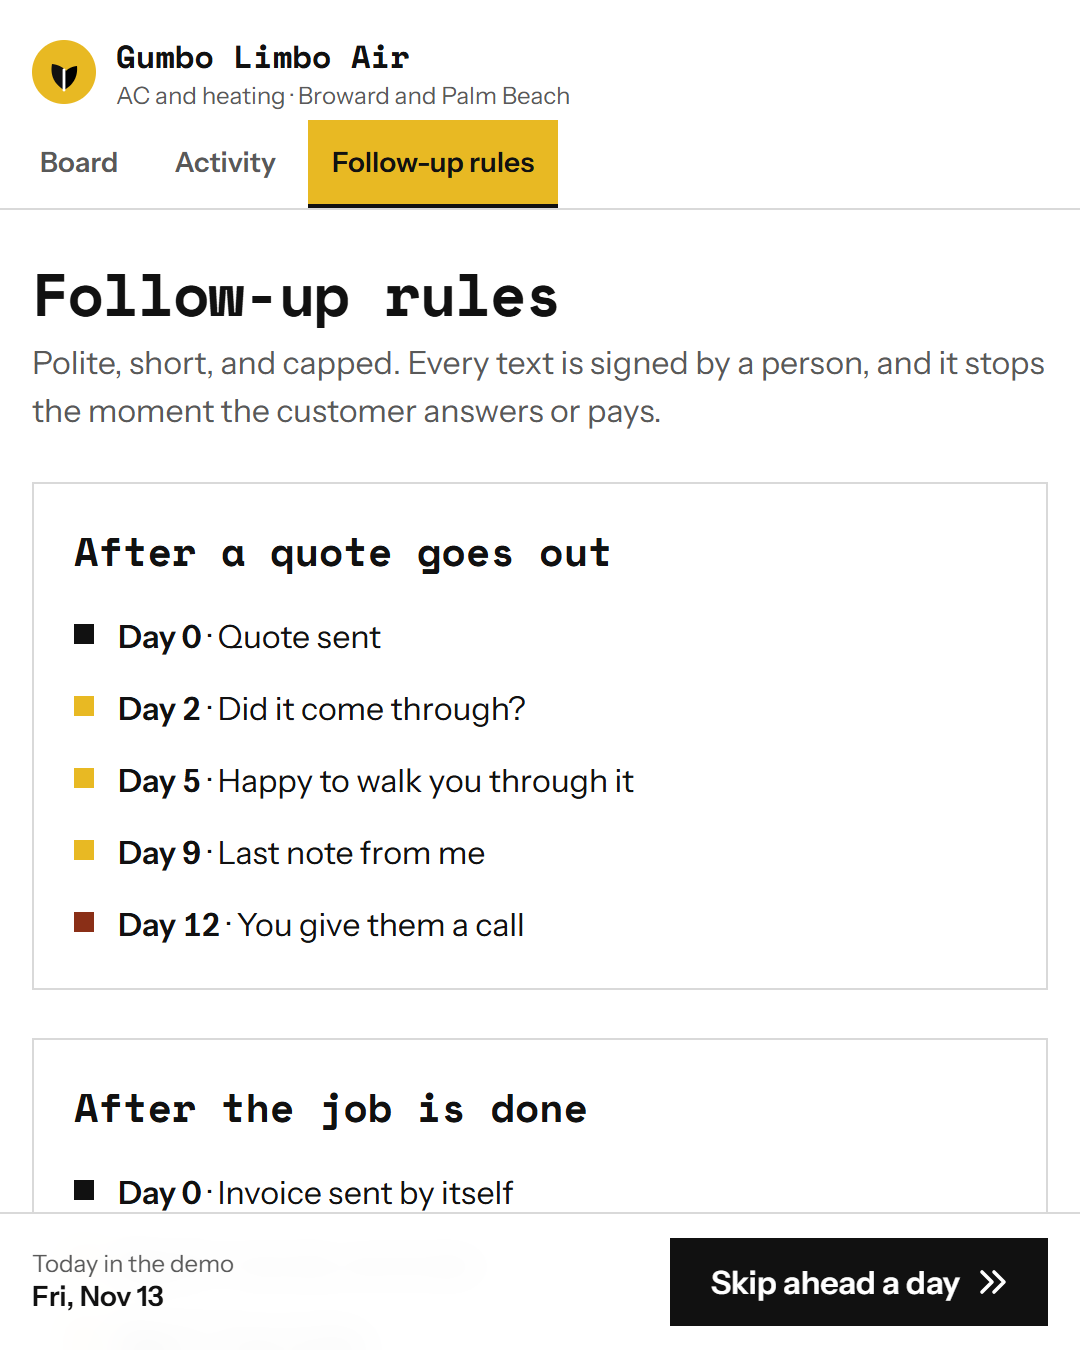 Gumbo Limbo Air
AC and heating · Broward and Palm Beach
Board
Activity
Follow-up rules
Follow-up rules
Polite, short, and capped. Every text is signed by a person, and it stops
the moment the customer answers or pays.
After a quote goes out
Day 0 · Quote sent
Day 2 · Did it come through?
Day 5 · Happy to walk you through it
Day 9 · Last note from me
Day 12 · You give them a call
After the job is done
Day 0 · Invoice sent by itself
Today in the demo
Fri, Nov 13
Skip ahead a day